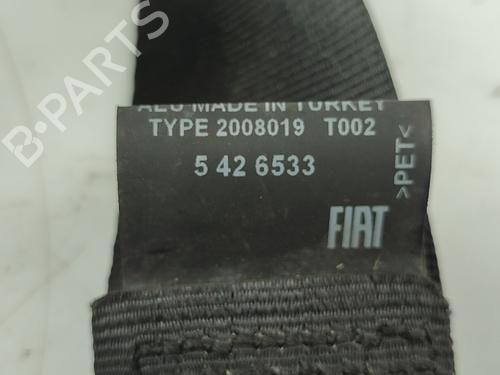 MADE IN TURKEY
TYPE 2008019 T002
5 42 6533
>PET<
FIAT
B-PARTS